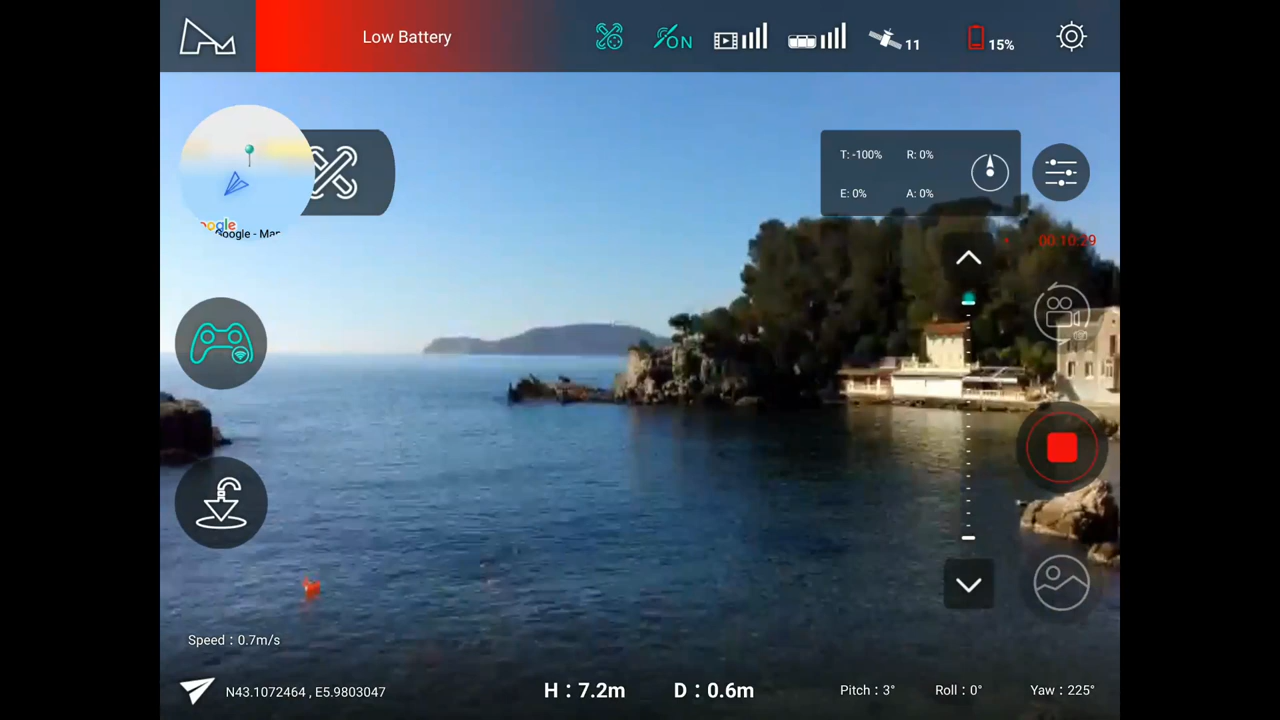 Low Battery
ON
11
15%
T: -100% R: 0%
E: 0% A: 0%
oogle
Google - Map
00:10:29
Speed : 0.7m/s
N43.1072464 , E5.9803047
H : 7.2m
D : 0.6m
Pitch : 3°
Roll : 0°
Yaw : 225°